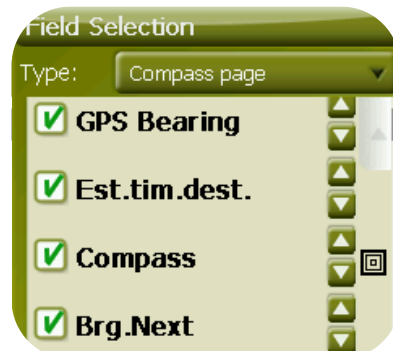 Field Selection
Type: Compass page
GPS Bearing
Est.tim.dest.
Compass
Brg.Next